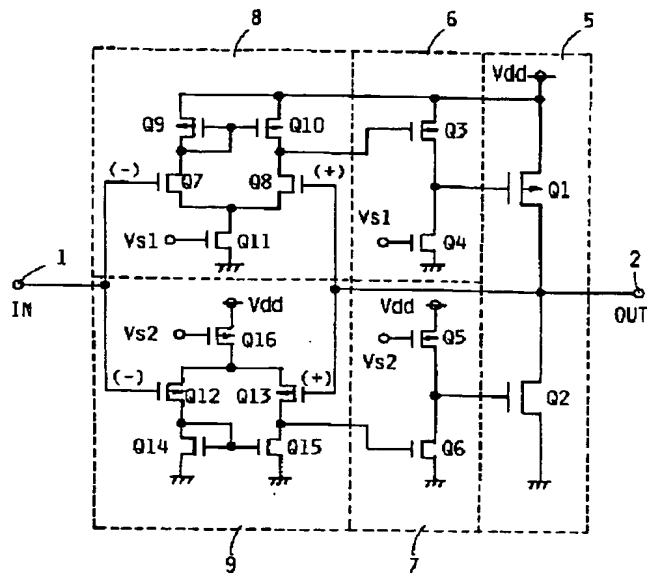 8
6
5
Vdd
Q9
Q10
Q3
(-)
Q7
Q8
(+)
Q1
Vs1
Vs1
Q11
Q4
1
2
IN
OUT
Vdd
Vdd
Vs2
Q16
Q5
Vs2
(-)
Q12
Q13
(+)
Q2
Q14
Q15
Q6
9
7